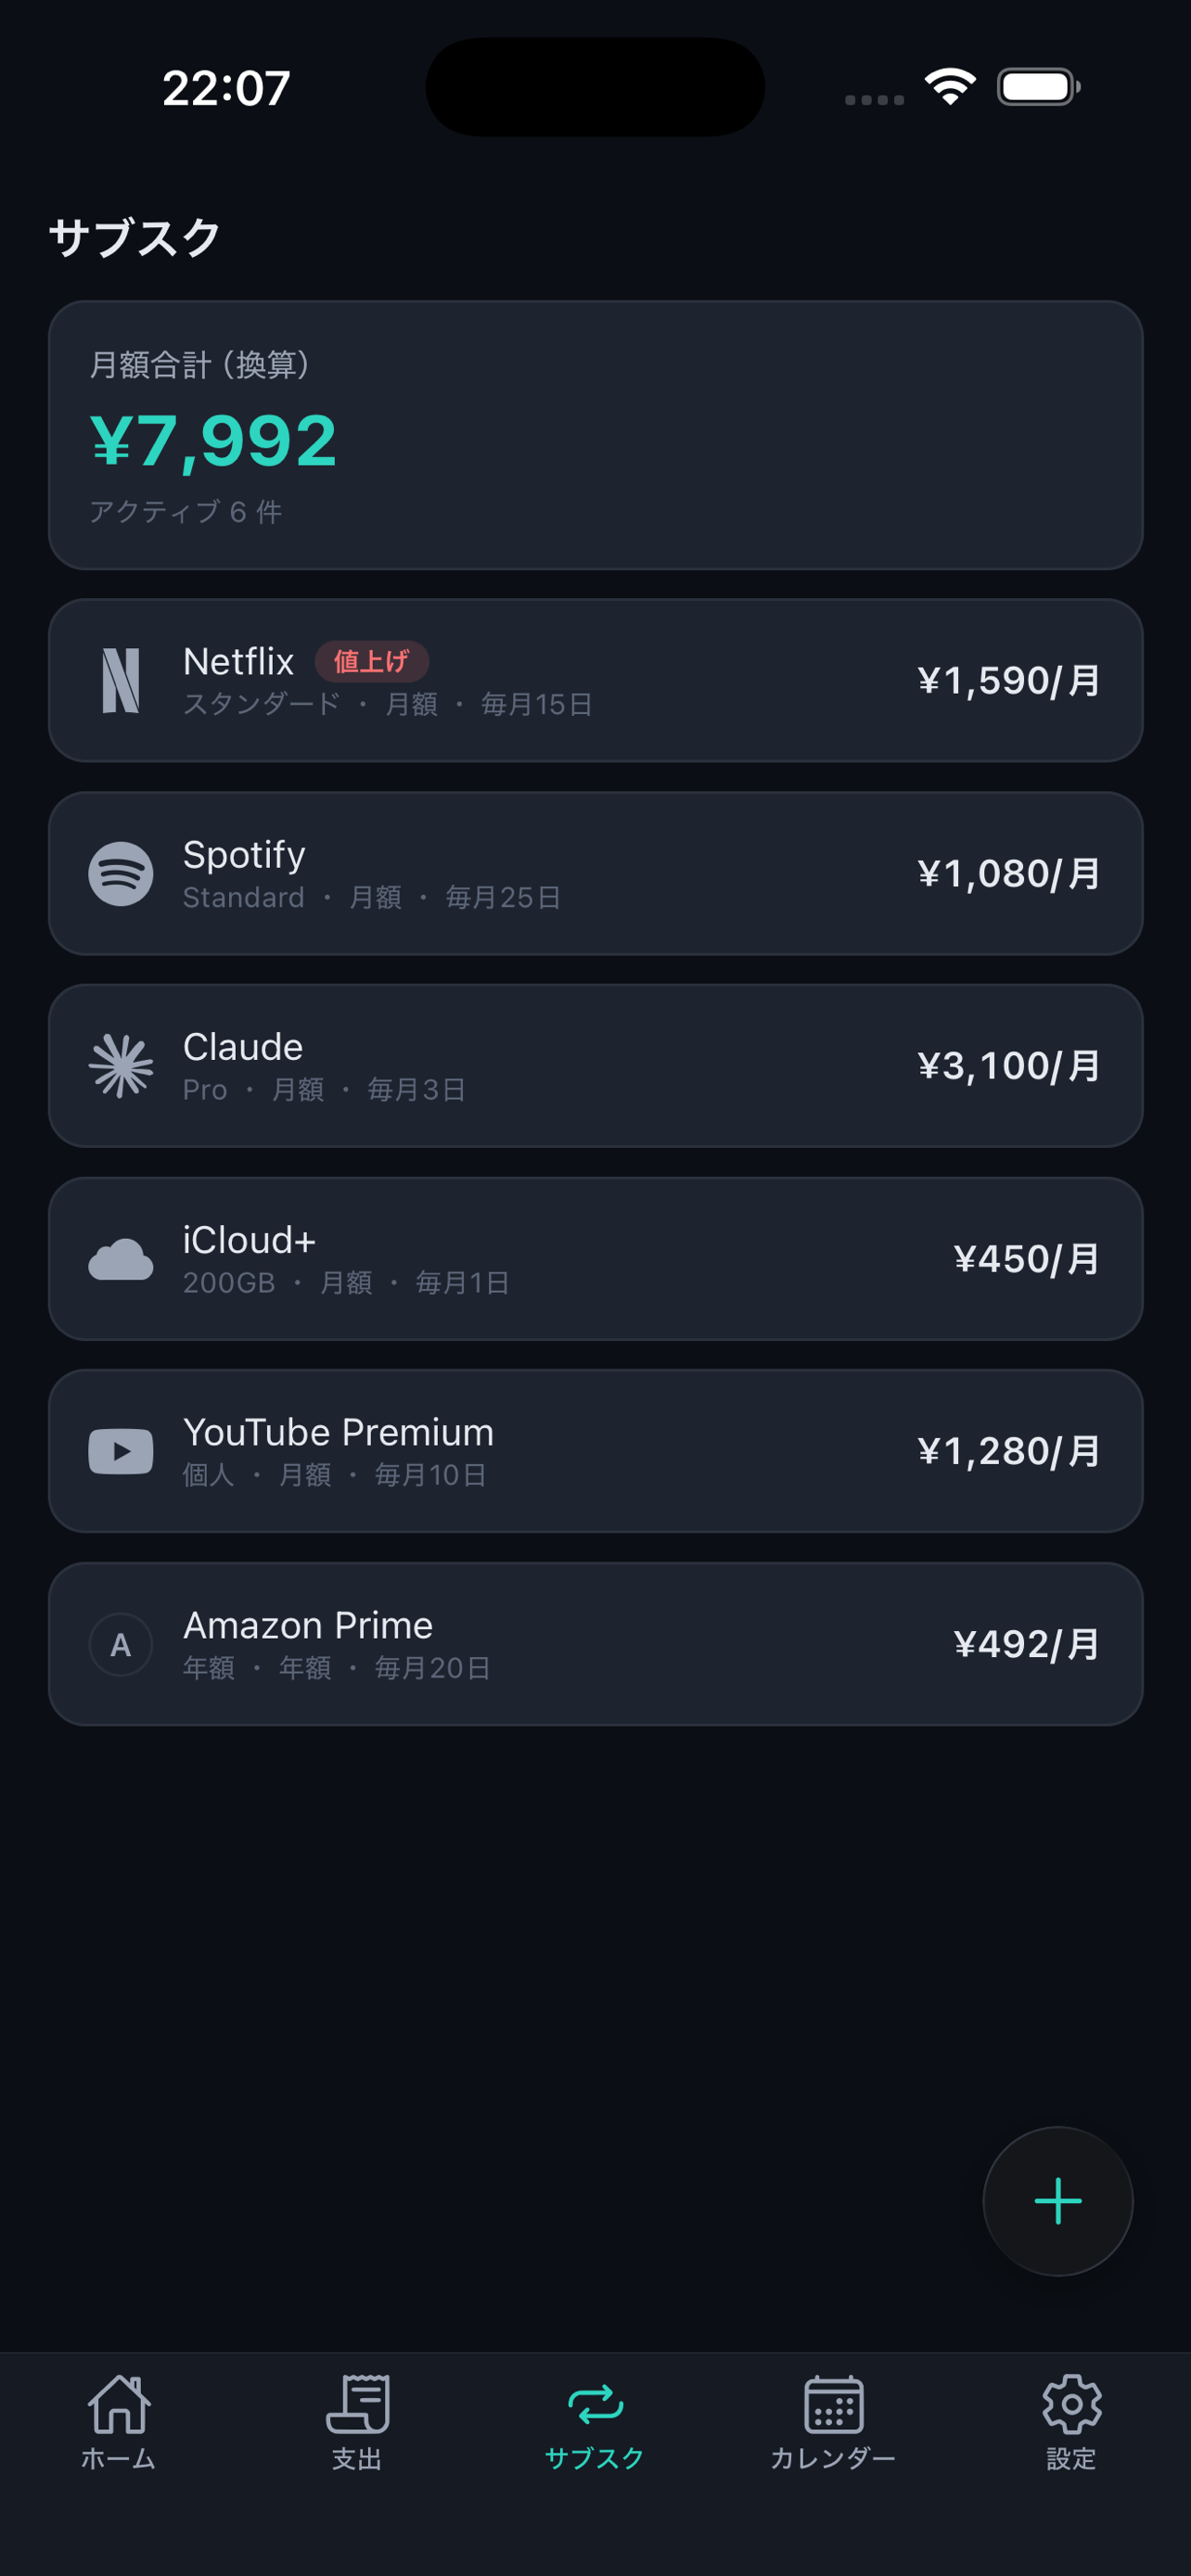 22:07
サブスク
月額合計（換算）
¥7,992
アクティブ 6 件
Netflix 値上げ
スタンダード ・ 月額 ・ 毎月15日
¥1,590/月
Spotify
Standard ・ 月額 ・ 毎月25日
¥1,080/月
Claude
Pro ・ 月額 ・ 毎月3日
¥3,100/月
iCloud+
200GB ・ 月額 ・ 毎月1日
¥450/月
YouTube Premium
個人 ・ 月額 ・ 毎月10日
¥1,280/月
A
Amazon Prime
年額 ・ 年額 ・ 毎月20日
¥492/月
ホーム
支出
サブスク
カレンダー
設定